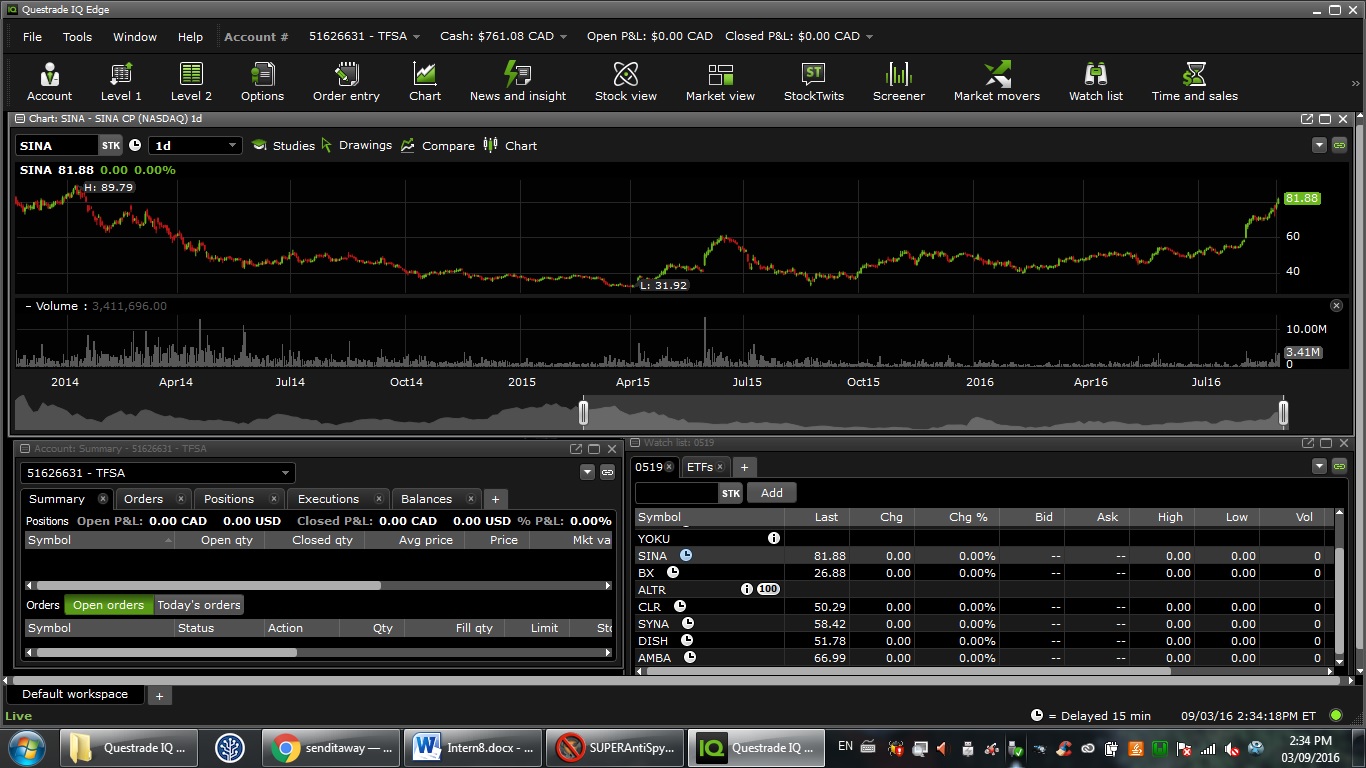 IQ Questrade IQ Edge
File Tools Window Help Account # 51626631 - TFSA Cash: $761.08 CAD Open P&L: $0.00 CAD Closed P&L: $0.00 CAD
Account Level 1 Level 2 Options Order entry Chart News and insight Stock view Market view ST StockTwits Screener Market movers Watch list Time and sales
Chart: SINA - SINA CP (NASDAQ) 1d
SINA STK 1d Studies Drawings Compare Chart
SINA 81.88 0.00 0.00%
H: 89.79
81.88
60
40
L: 31.92
– Volume : 3,411,696.00
10.00M
3.41M
0
2014 Apr14 Jul14 Oct14 2015 Apr15 Jul15 Oct15 2016 Apr16 Jul16
Account: Summary - 51626631 - TFSA
51626631 - TFSA
Summary Orders Positions Executions Balances +
Positions Open P&L: 0.00 CAD 0.00 USD Closed P&L: 0.00 CAD 0.00 USD % P&L: 0.00%
Symbol Open qty Closed qty Avg price Price Mkt va
Orders Open orders Today's orders
Symbol Status Action Qty Fill qty Limit Sto
Watch list: 0519
0519 ETFs +
STK Add
Symbol Last Chg Chg % Bid Ask High Low Vol
YOKU
SINA 81.88 0.00 0.00% -- -- 0.00 0.00 0
BX 26.88 0.00 0.00% -- -- 0.00 0.00 0
ALTR 100
CLR 50.29 0.00 0.00% -- -- 0.00 0.00 0
SYNA 58.42 0.00 0.00% -- -- 0.00 0.00 0
DISH 51.78 0.00 0.00% -- -- 0.00 0.00 0
AMBA 66.99 0.00 0.00% -- -- 0.00 0.00 0
Default workspace +
Live = Delayed 15 min 09/03/16 2:34:18PM ET
Questrade IQ ... senditaway — ... Intern8.docx - ... SUPERAntiSpy... IQ Questrade IQ ... EN 2:34 PM
03/09/2016